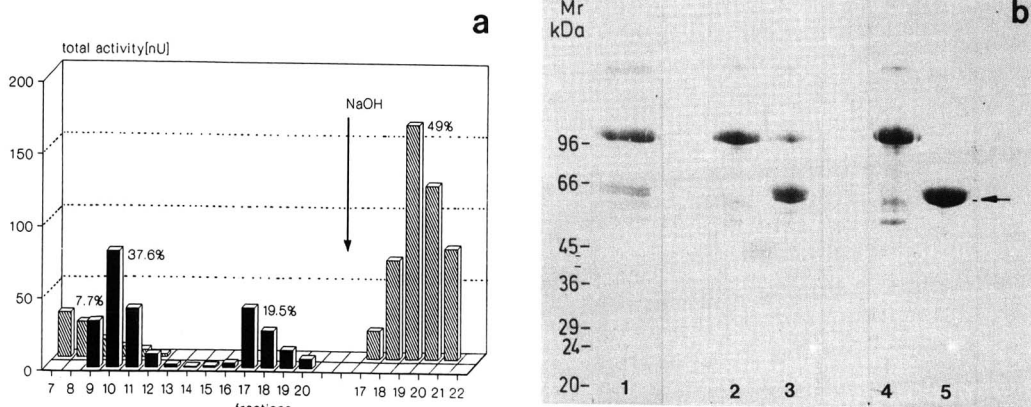 a
total activity[nU]
200
150
100
50
0
NaOH
49%
37.6%
7.7%
19.5%
7 8 9 10 11 12 13 14 15 16 17 18 19 20 17 18 19 20 21 22
fractions
b
Mr
kDa
96-
66-
45-
36-
29-
24-
20-
1 2 3 4 5